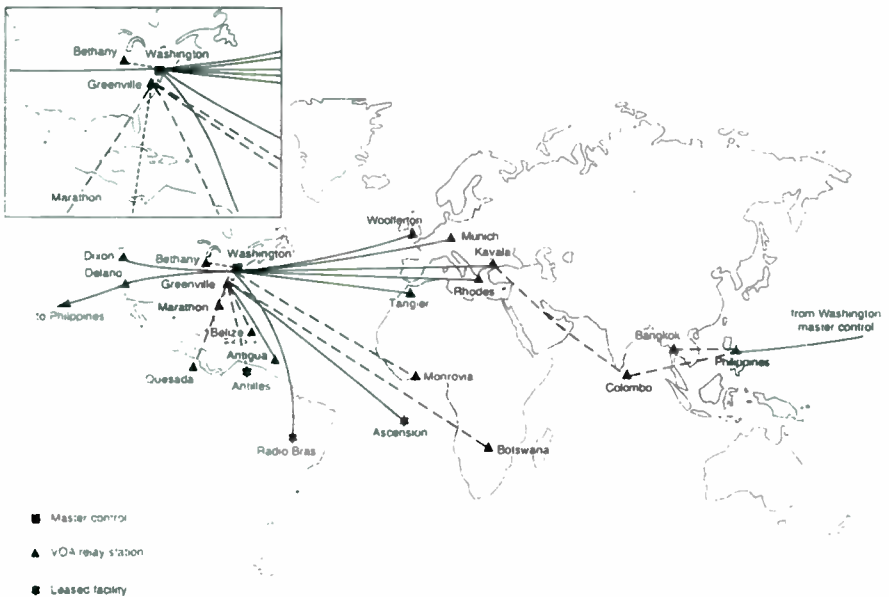 Bethany
Washington
Greenville
Marathon
Woofferton
Munich
Kavala
Dixon
Bethany
Washington
Delano
Greenville
Rhodes
Tangier
to Philippines
Marathon
from Washington
master control
Belize
Bangkok
Philippines
Antigua
Quesada
Antilles
Monrovia
Colombo
Ascension
Radio Bras
Botswana
Master control
VOA relay station
Leased facility